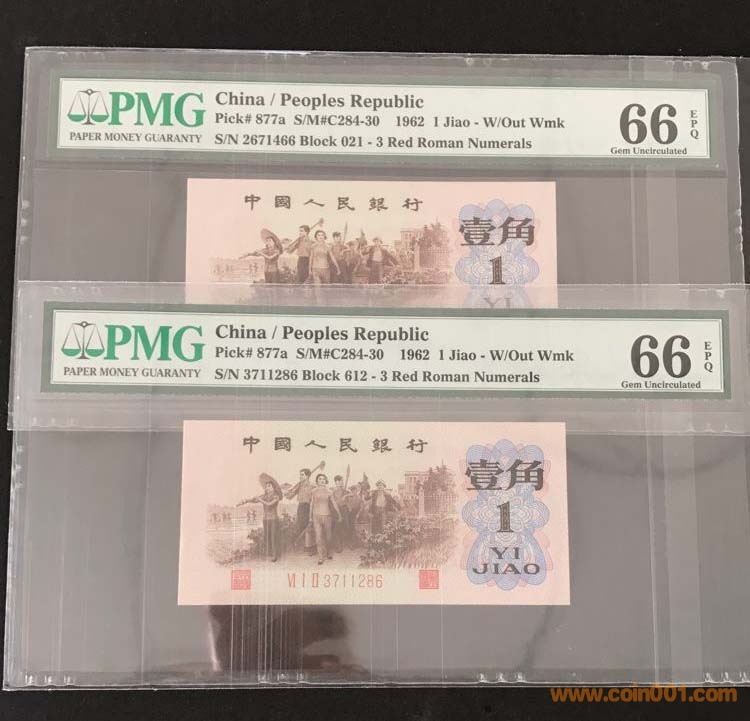 PMG
PAPER MONEY GUARANTY
China / Peoples Republic
Pick# 877a S/M#C284-30 1962 1 Jiao - W/Out Wmk
S/N 2671466 Block 021 - 3 Red Roman Numerals
66 EPQ
Gem Uncirculated
中國人民銀行
壹角
1
YI
PMG
PAPER MONEY GUARANTY
China / Peoples Republic
Pick# 877a S/M#C284-30 1962 1 Jiao - W/Out Wmk
S/N 3711286 Block 612 - 3 Red Roman Numerals
66 EPQ
Gem Uncirculated
中國人民銀行
壹角
1
YI
JIAO
VI I II 3711286
www.coin001.com